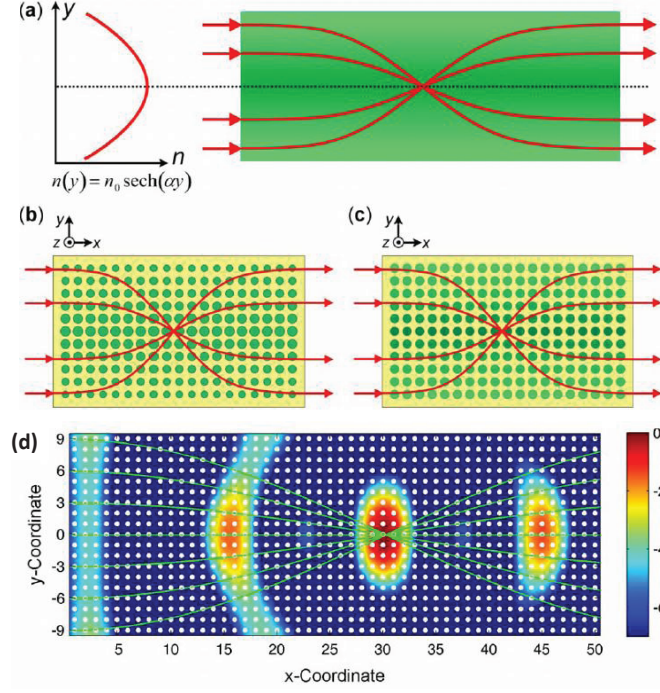 (a)
y
n
n(y) = n₀ sech(αy)
(b)
y
z
x
(c)
y
z
x
(d)
9
6
3
0
-3
-6
-9
y-Coordinate
5
10
15
20
25
30
35
40
45
50
x-Coordinate
0
-2
-4
-6